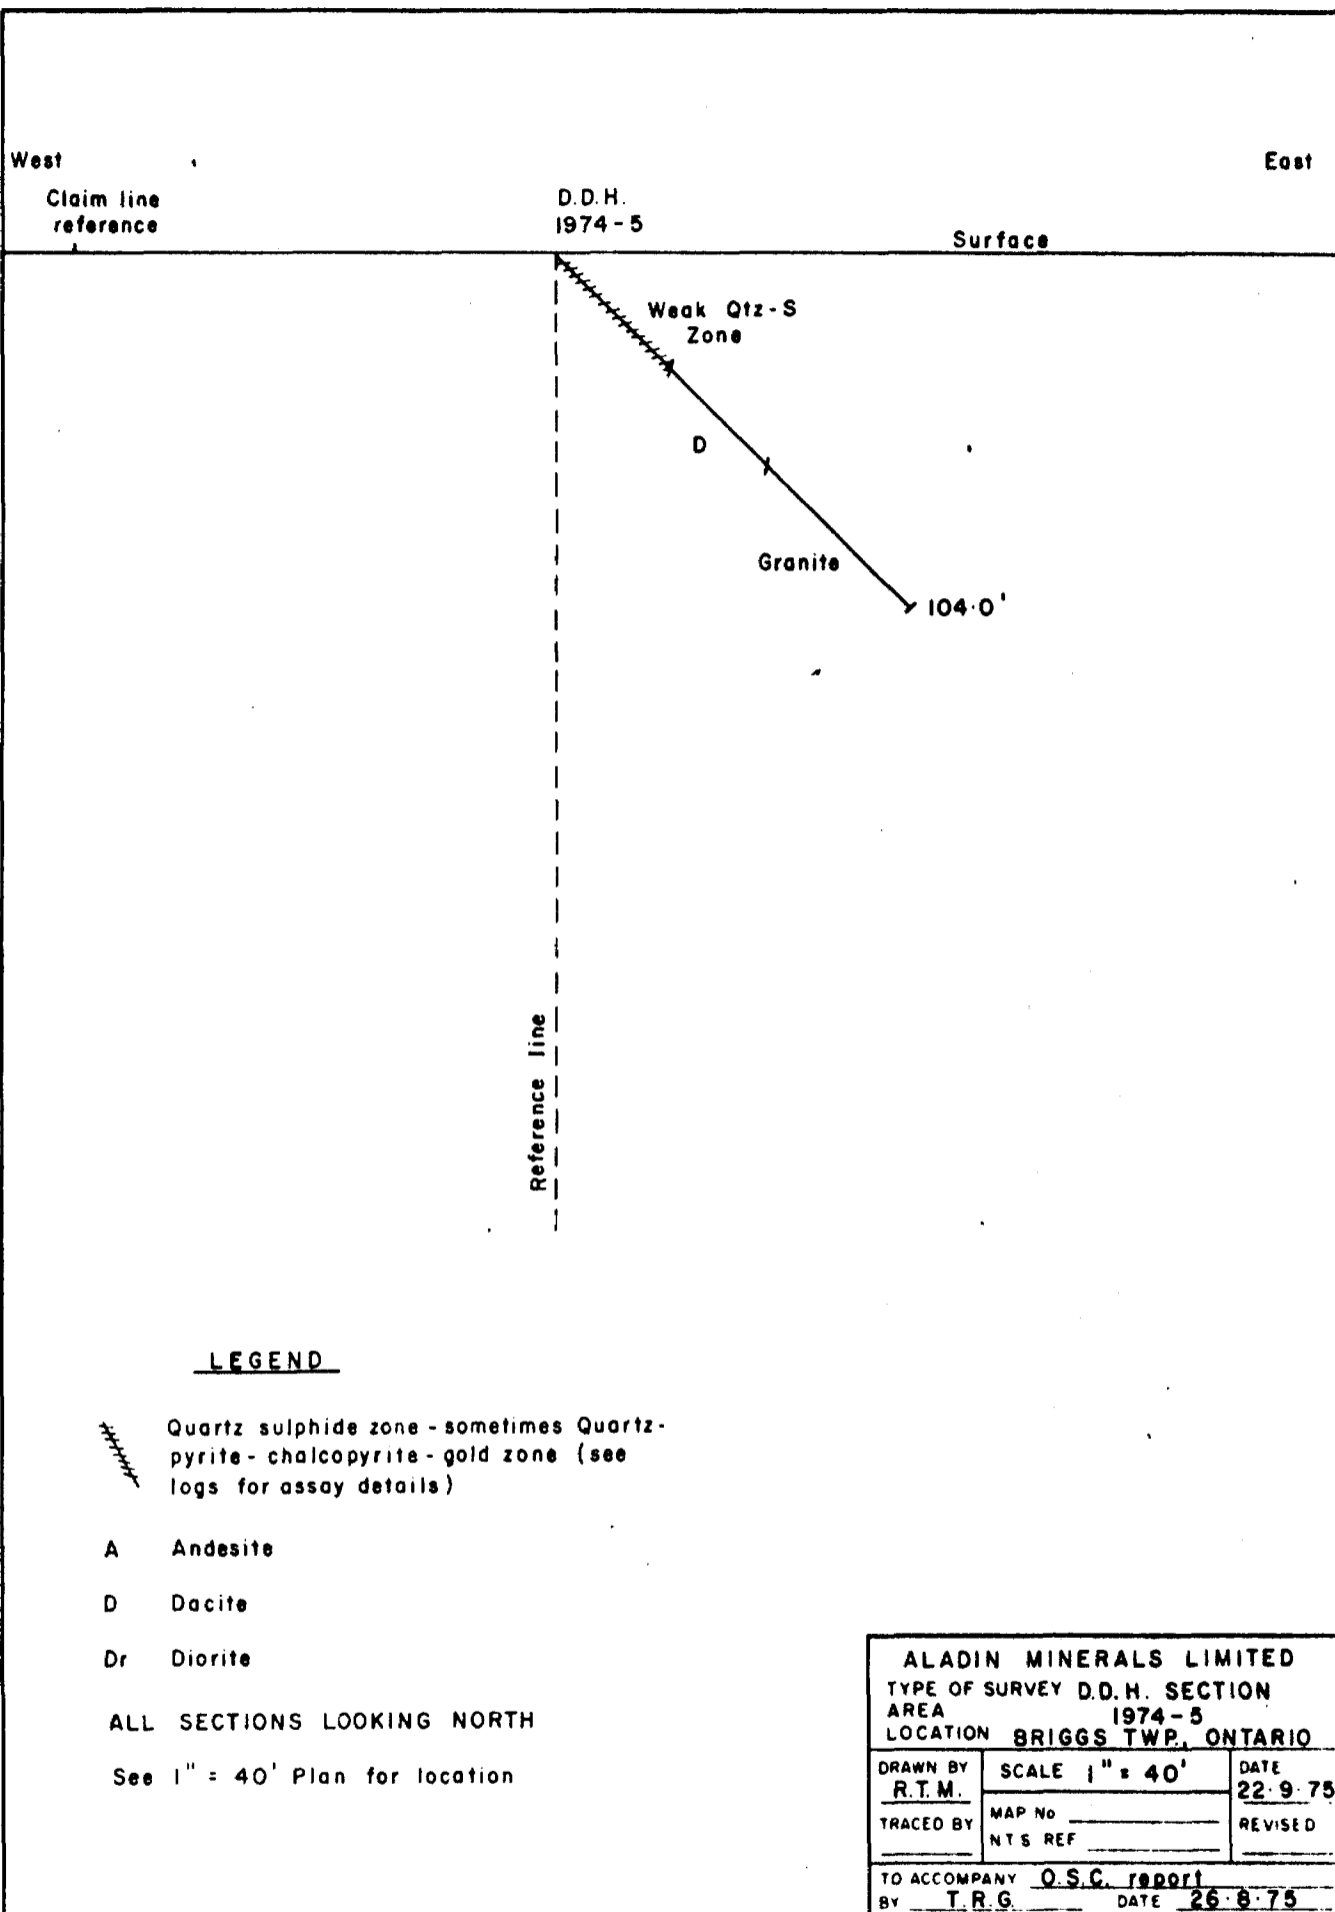 West
East
Claim line
reference
D.D.H.
1974-5
Surface
Weak Qtz-S
Zone
D
Granite
104.0'
Reference line
LEGEND
Quartz sulphide zone - sometimes Quartz-
pyrite - chalcopyrite - gold zone (see
logs for assay details)
A Andesite
D Dacite
Dr Diorite
ALL SECTIONS LOOKING NORTH
See 1" = 40' Plan for location
ALADIN MINERALS LIMITED
TYPE OF SURVEY D.D.H. SECTION
AREA 1974-5
LOCATION BRIGGS TWP., ONTARIO
DRAWN BY
R.T.M.
SCALE 1" = 40'
DATE
22.9.75
TRACED BY
MAP No
NTS REF
REVISED
TO ACCOMPANY O.S.C. report
BY T.R.G. DATE 26.8.75